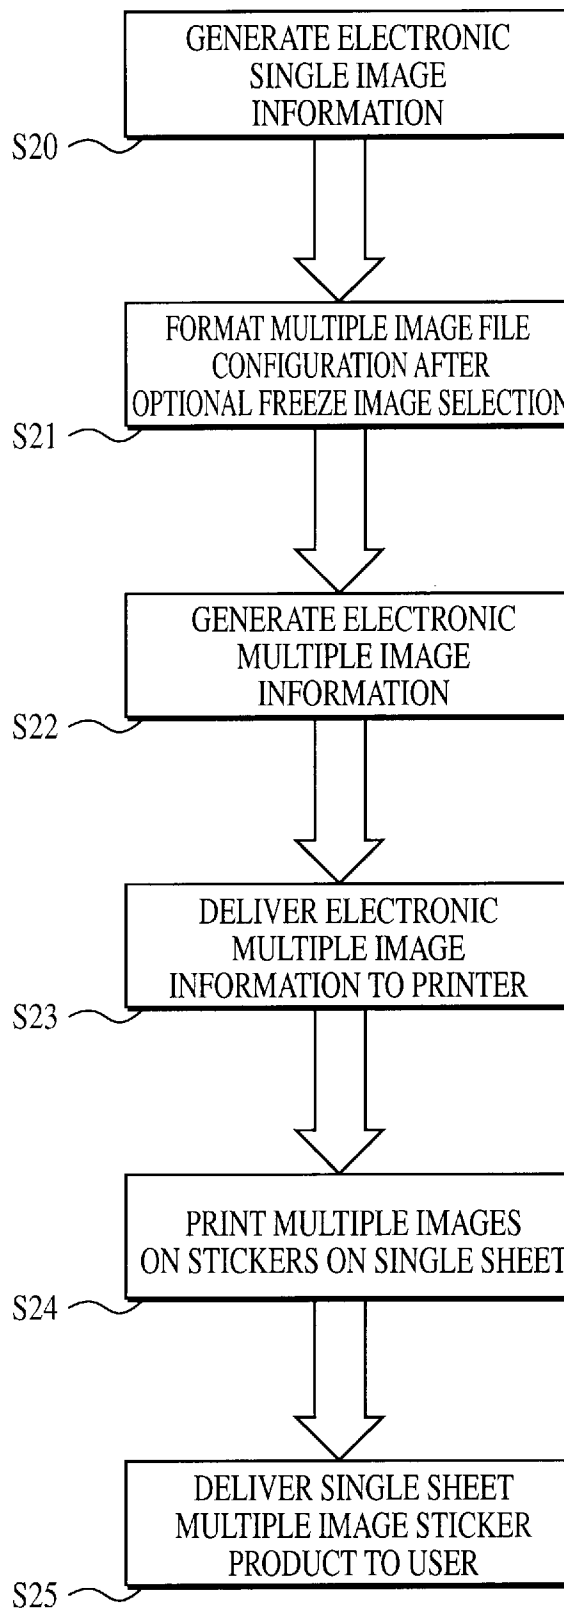 GENERATE ELECTRONIC
SINGLE IMAGE
INFORMATION
S20
FORMAT MULTIPLE IMAGE FILE
CONFIGURATION AFTER
OPTIONAL FREEZE IMAGE SELECTION
S21
GENERATE ELECTRONIC
MULTIPLE IMAGE
INFORMATION
S22
DELIVER ELECTRONIC
MULTIPLE IMAGE
INFORMATION TO PRINTER
S23
PRINT MULTIPLE IMAGES
ON STICKERS ON SINGLE SHEET
S24
DELIVER SINGLE SHEET
MULTIPLE IMAGE STICKER
PRODUCT TO USER
S25